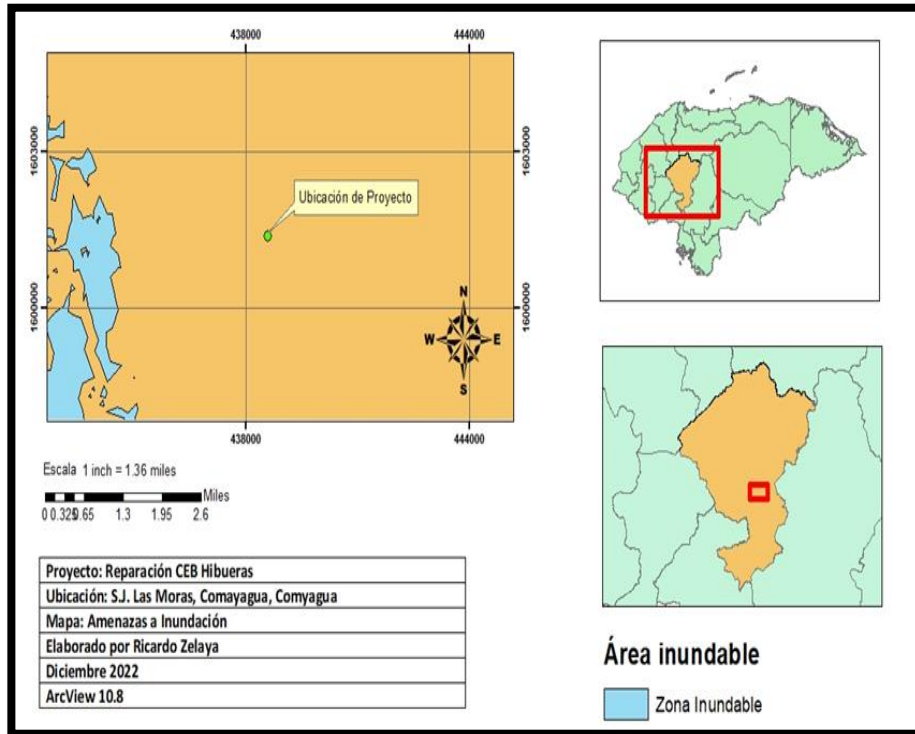 438000
444000
1603000
1603000
Ubicación de Proyecto
1600000
1600000
N
W
E
S
438000
444000
Escala 1 inch = 1.36 miles
Miles
0 0.325 0.65 1.3 1.95 2.6
Proyecto: Reparación CEB Hibueras
Ubicación: S.J. Las Moras, Comayagua, Comyagua
Mapa: Amenazas a Inundación
Elaborado por Ricardo Zelaya
Diciembre 2022
ArcView 10.8
Área inundable
Zona Inundable